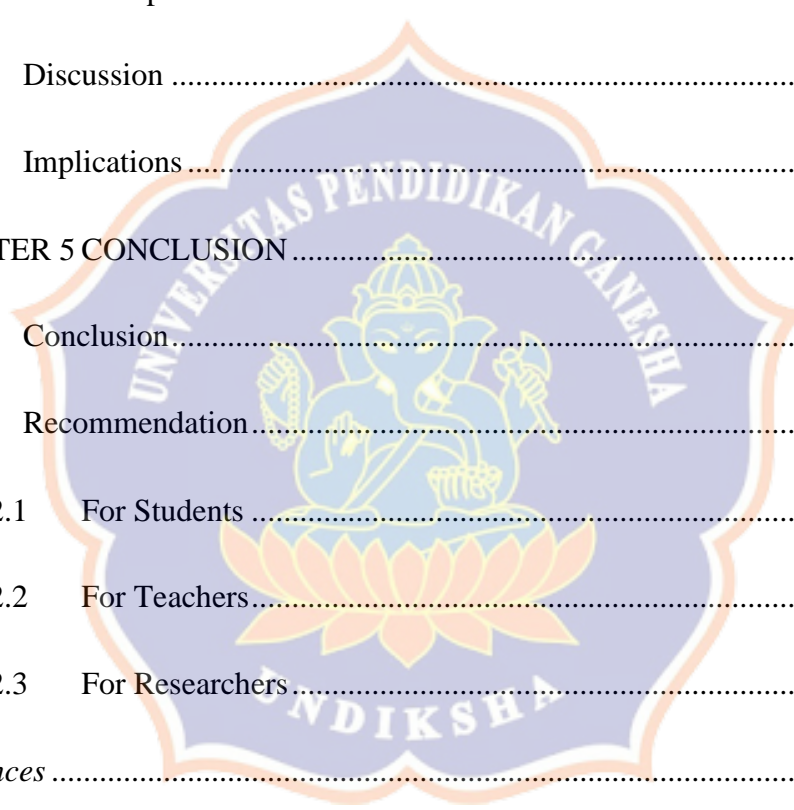 Discussion ..............................................................................
Implications ............................................................................
TER 5 CONCLUSION ...............................................................
Conclusion ..............................................................................
Recommendation ....................................................................
2.1 For Students ....................................................................
2.2 For Teachers ....................................................................
2.3 For Researchers ...............................................................
nces .............................................................................................
UNIVERSITAS PENDIDIKAN GANESHA
UNDIKSHA